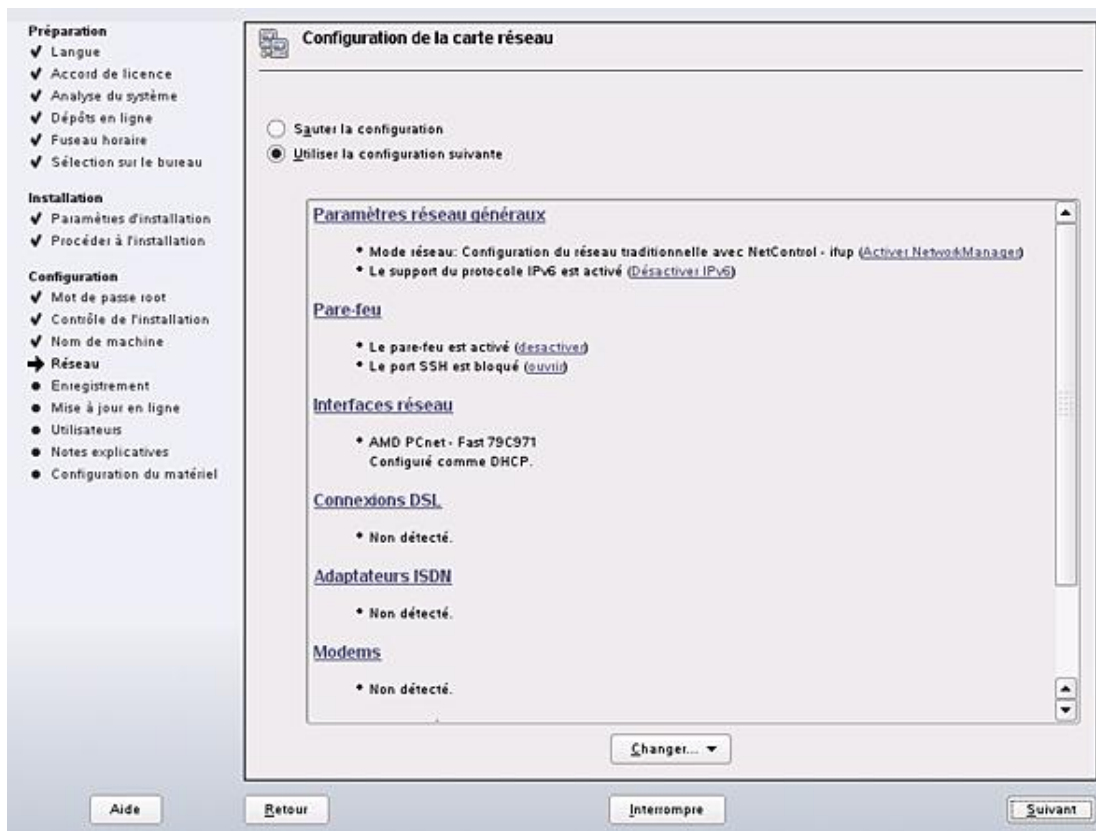 Préparation
Langue
Accord de licence
Analyse du système
Dépôts en ligne
Fuseau horaire
Sélection sur le bureau
Installation
Paramètres d'installation
Procéder à l'installation
Configuration
Mot de passe root
Contrôle de l'installation
Nom de machine
Réseau
Enregistrement
Mise à jour en ligne
Utilisateurs
Notes explicatives
Configuration du matériel
Configuration de la carte réseau
Sauter la configuration
Utiliser la configuration suivante
Paramètres réseau généraux
Mode réseau: Configuration du réseau traditionnelle avec NetControl - ifup (Activer NetworkManager)
Le support du protocole IPv6 est activé (Désactiver IPv6)
Pare-feu
Le pare-feu est activé (desactiver)
Le port SSH est bloqué (ouvrir)
Interfaces réseau
AMD PCnet - Fast 79C971
Configuré comme DHCP.
Connexions DSL
Non détecté.
Adaptateurs ISDN
Non détecté.
Modems
Non détecté.
Changer...
Aide
Retour
Interrompre
Suivant